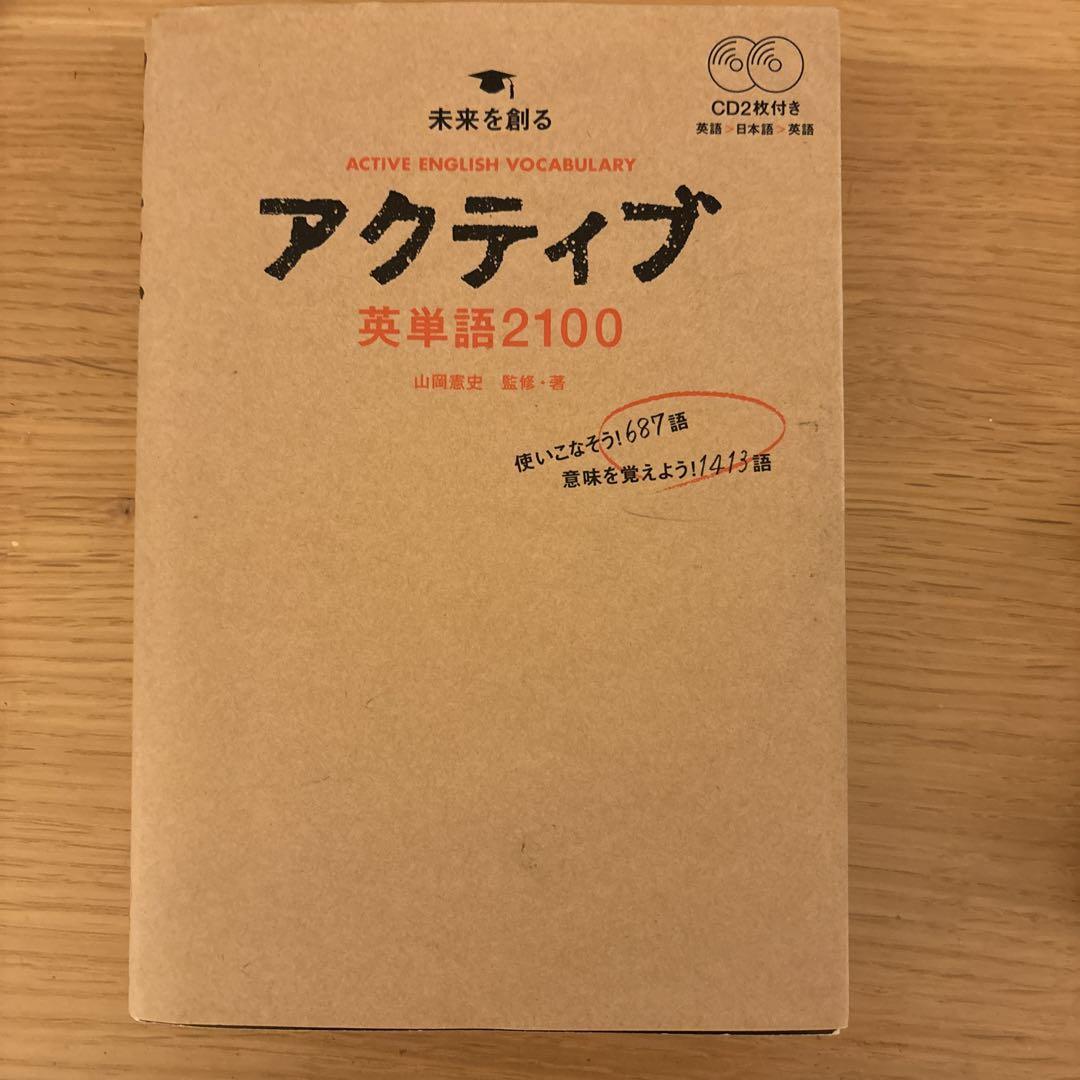 CD2枚付き
英語>日本語>英語
未来を創る
ACTIVE ENGLISH VOCABULARY
アクティブ
英単語2100
山岡憲史 監修・著
使いこなそう!687語
意味を覚えよう!1413語